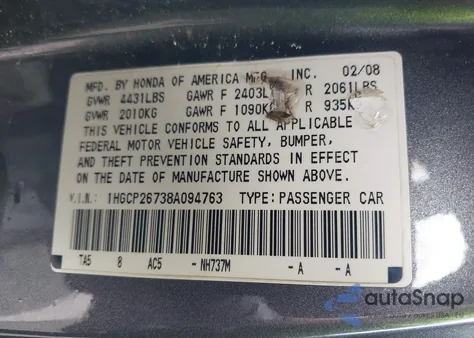 MFD. BY HONDA OF AMERICA MFG., INC. 02/08
GVWR 4431LBS GAWR F 2403L R 2061LBS
GVWR 2010KG GAWR F 1090KG R 935K
THIS VEHICLE CONFORMS TO ALL APPLICABLE
FEDERAL MOTOR VEHICLE SAFETY, BUMPER,
AND THEFT PREVENTION STANDARDS IN EFFECT
ON THE DATE OF MANUFACTURE SHOWN ABOVE.
V.I.N.: 1HGCP26738A094763 TYPE: PASSENGER CAR
TA5 8 AC5 - NH737M - A - A
autoSnap